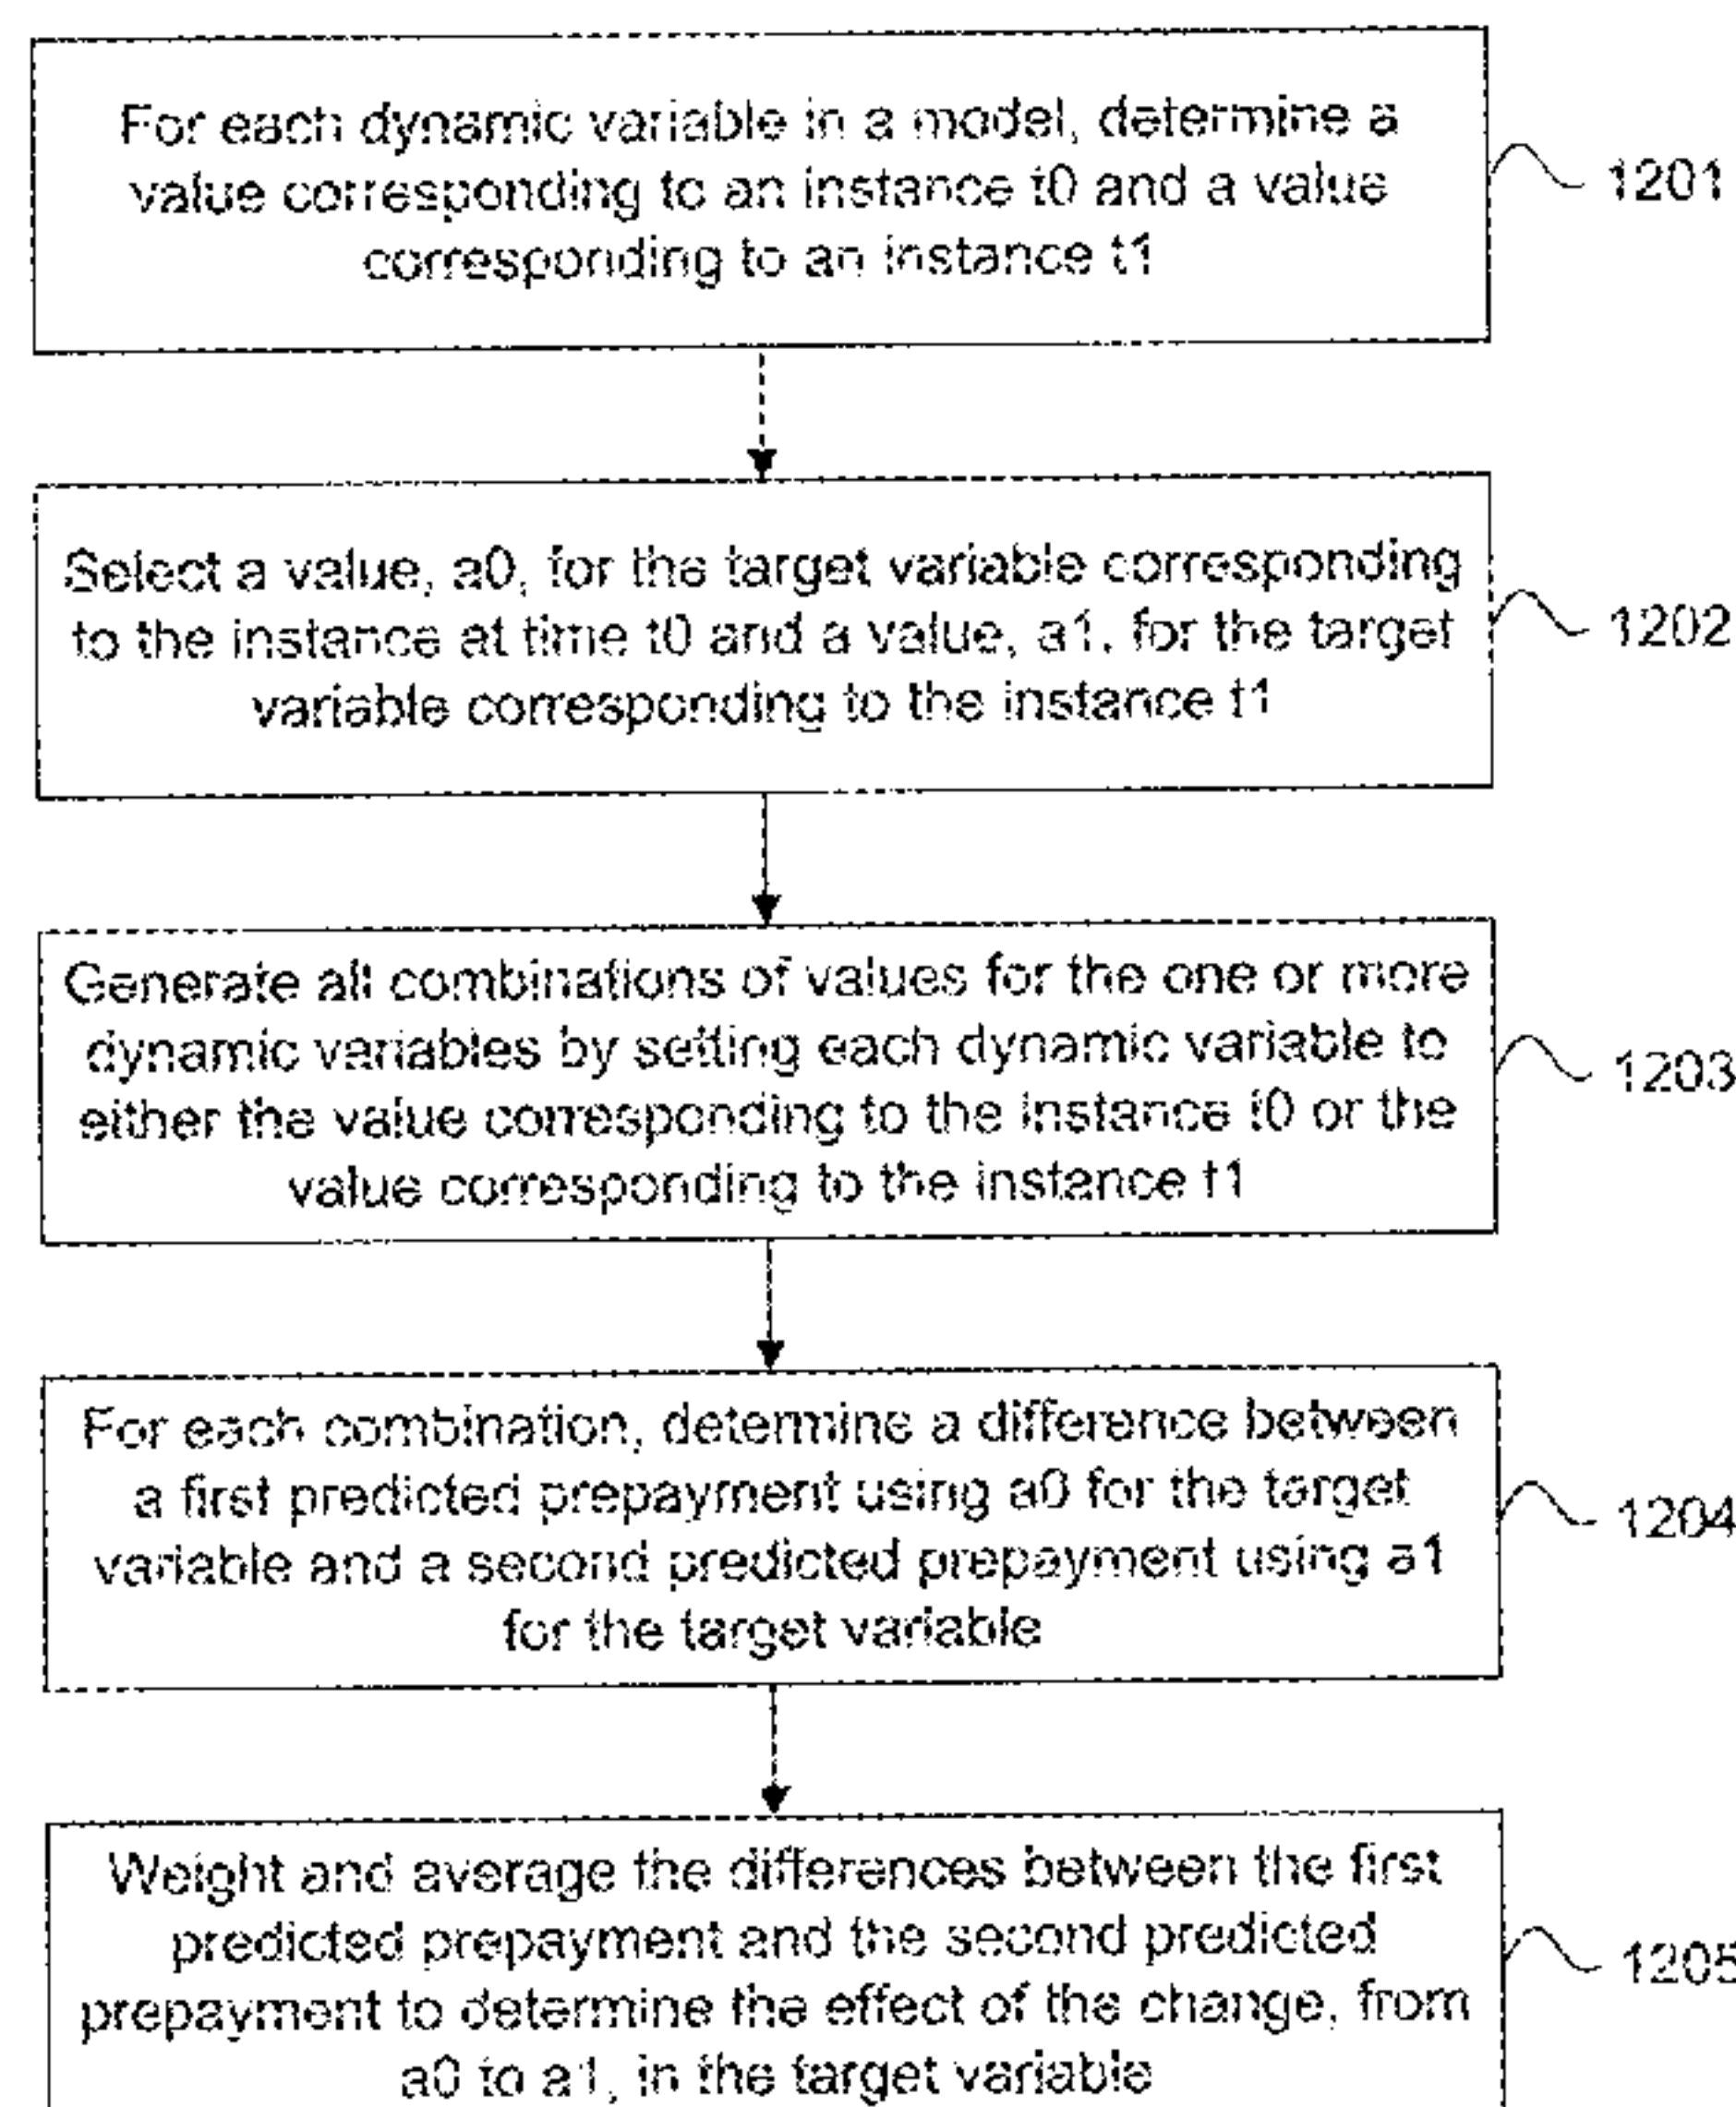 For each dynamic variable in a model, determine a
value corresponding to an instance t0 and a value
corresponding to an instance t1
1201
Select a value, a0, for the target variable corresponding
to the instance at time t0 and a value, a1, for the target
variable corresponding to the instance t1
1202
Generate all combinations of values for the one or more
dynamic variables by setting each dynamic variable to
either the value corresponding to the instance t0 or the
value corresponding to the instance t1
1203
For each combination, determine a difference between
a first predicted prepayment using a0 for the target
variable and a second predicted prepayment using a1
for the target variable
1204
Weight and average the differences between the first
predicted prepayment and the second predicted
prepayment to determine the effect of the change, from
a0 to a1, in the target variable
1205